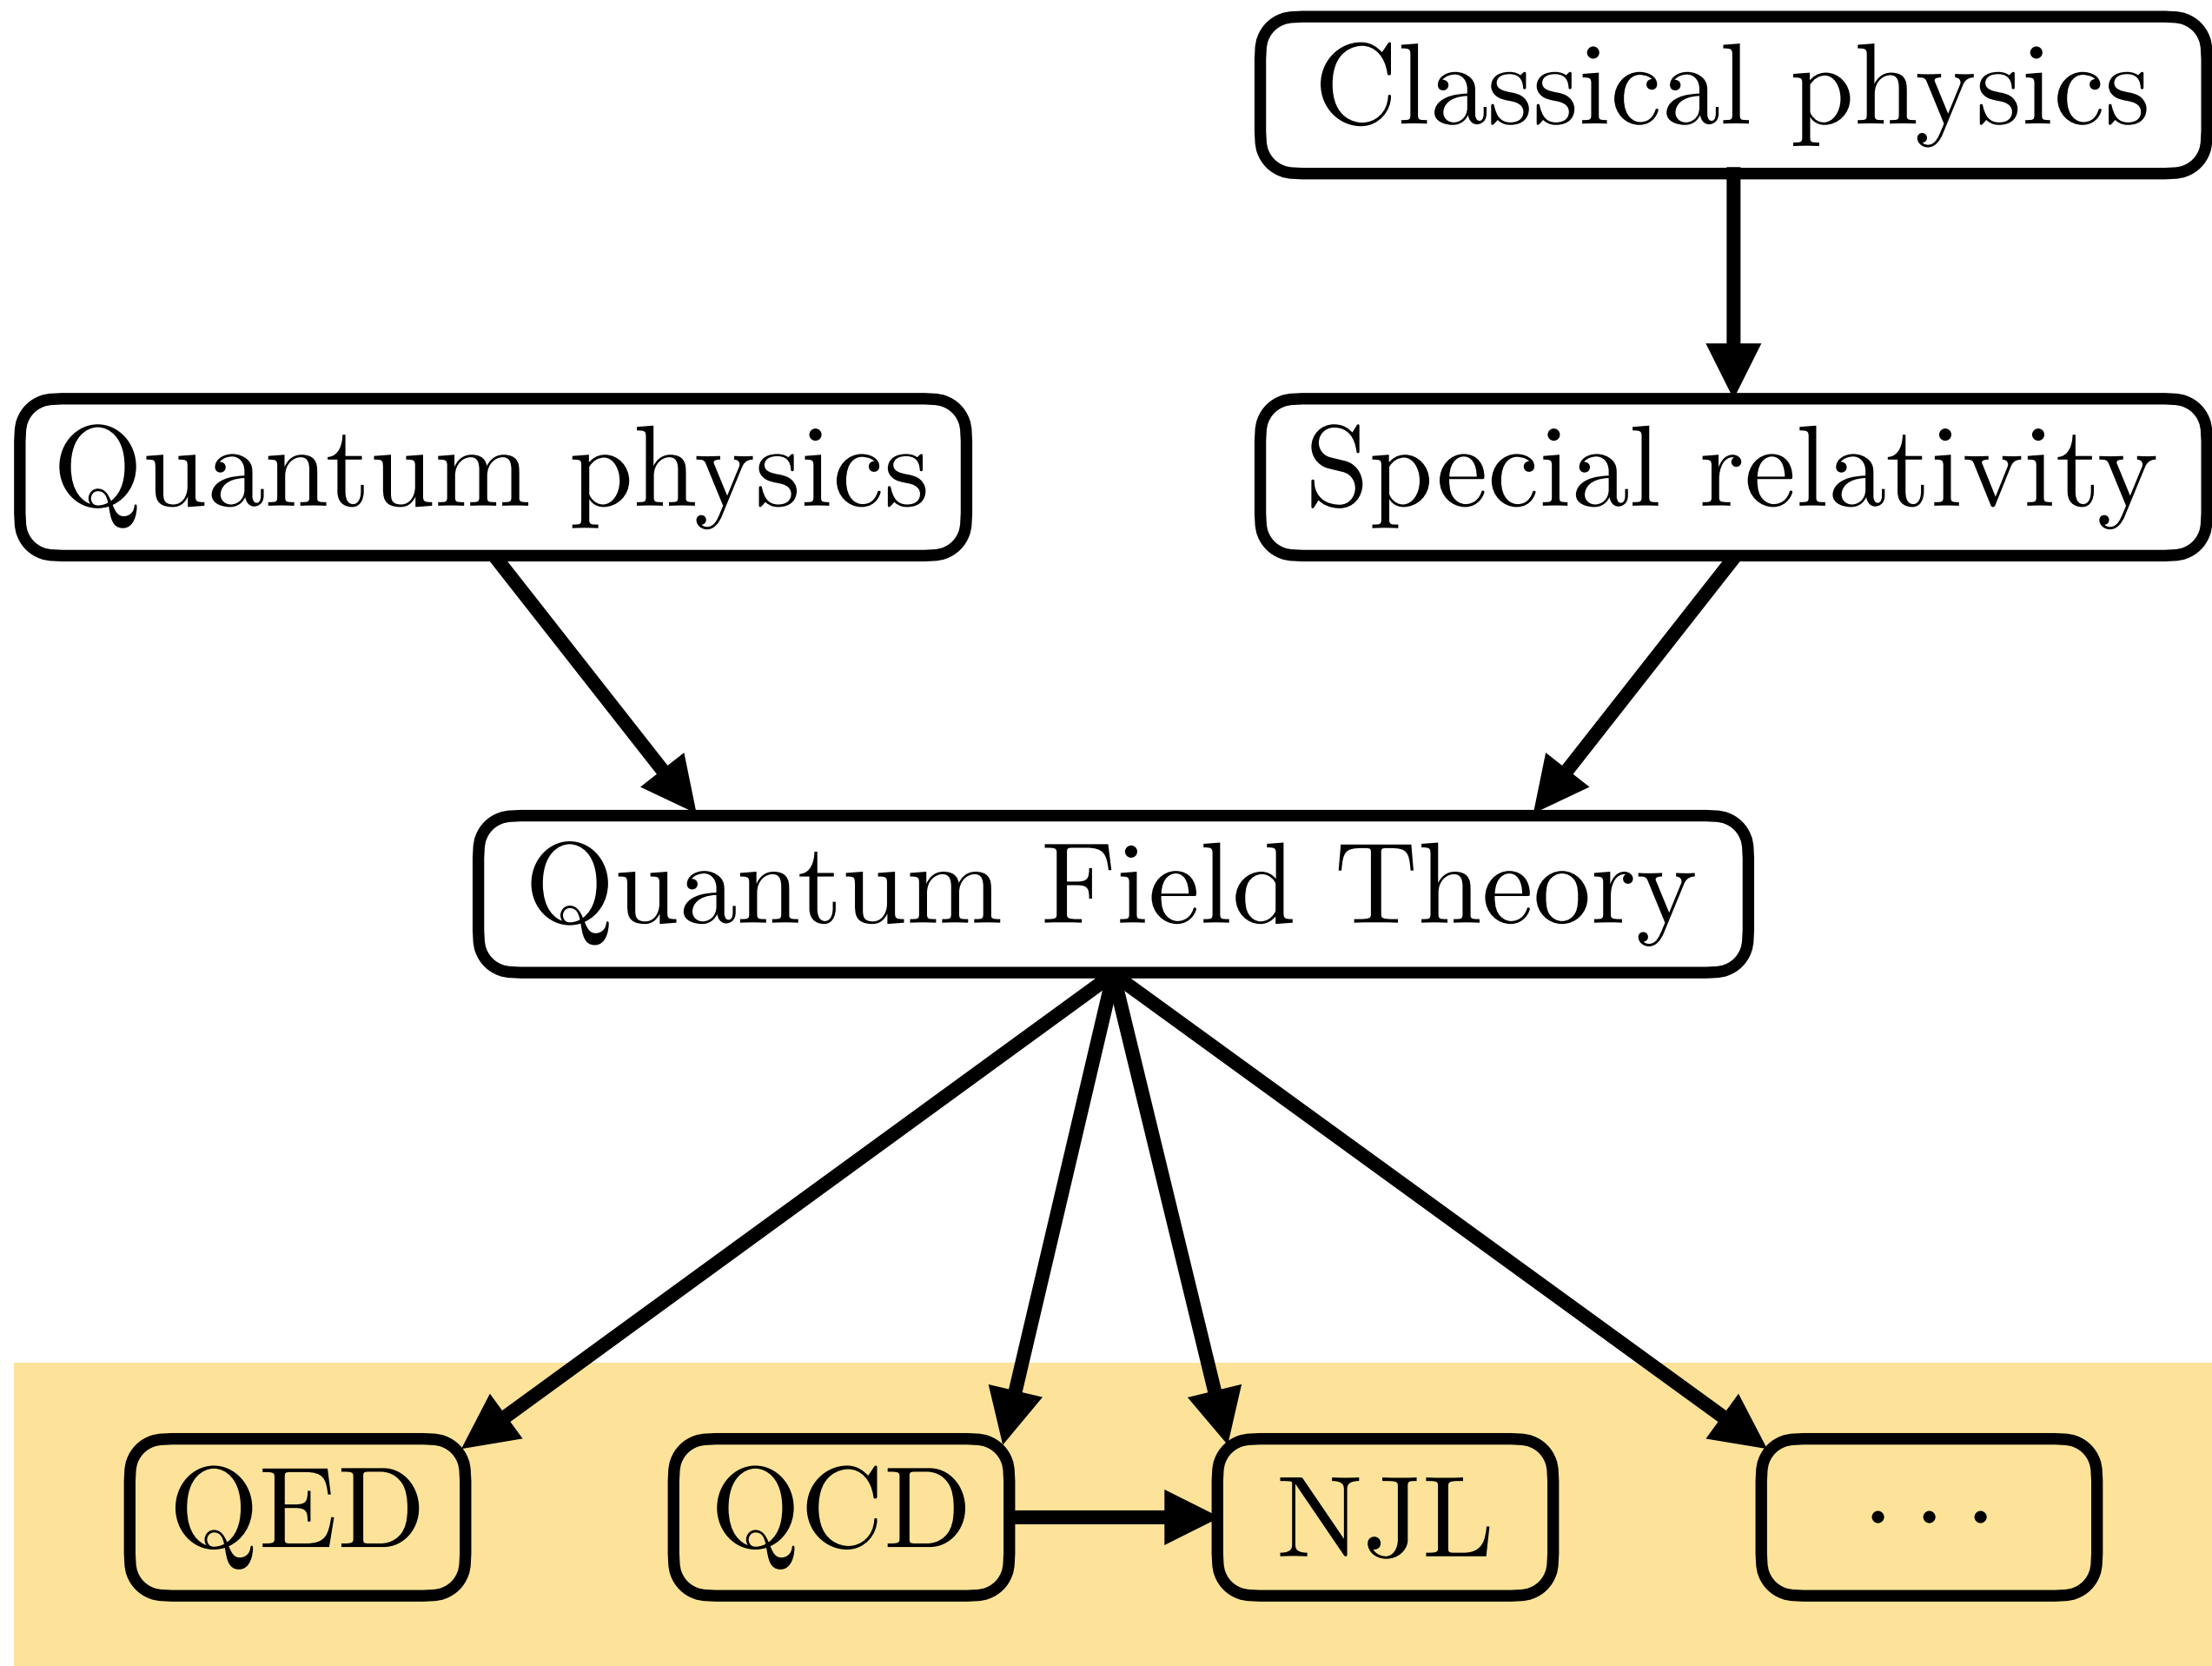 Classical physics
Quantum physics
Special relativity
Quantum Field Theory
QED
QCD
NJL
...